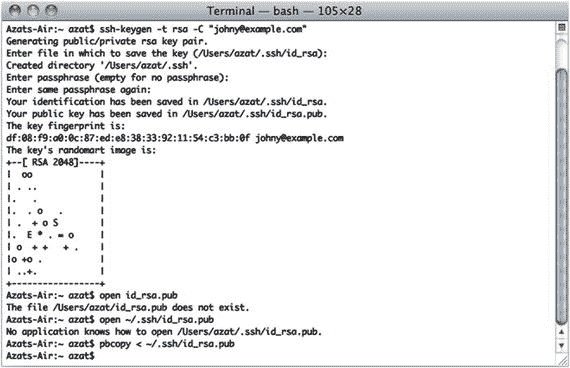 Terminal — bash — 105×28
Azats-Air:~ azat$ ssh-keygen -t rsa -C "johny@example.com"
Generating public/private rsa key pair.
Enter file in which to save the key (/Users/azat/.ssh/id_rsa):
Created directory '/Users/azat/.ssh'.
Enter passphrase (empty for no passphrase):
Enter same passphrase again:
Your identification has been saved in /Users/azat/.ssh/id_rsa.
Your public key has been saved in /Users/azat/.ssh/id_rsa.pub.
The key fingerprint is:
df:08:f9:a0:0c:87:ed:e8:38:33:92:11:54:c3:bb:0f johny@example.com
The key's randomart image is:
+--[ RSA 2048]----+
|  oo             |
| . ..            |
|.   .            |
|.  . o   .       |
| .  + o S        |
|.  E * . = o     |
| o  + +   + .    |
|o +o .           |
| ..+.            |
+-----------------+
Azats-Air:~ azat$ open id_rsa.pub
The file /Users/azat/id_rsa.pub does not exist.
Azats-Air:~ azat$ open ~/.ssh/id_rsa.pub
No application knows how to open /Users/azat/.ssh/id_rsa.pub.
Azats-Air:~ azat$ pbcopy < ~/.ssh/id_rsa.pub
Azats-Air:~ azat$